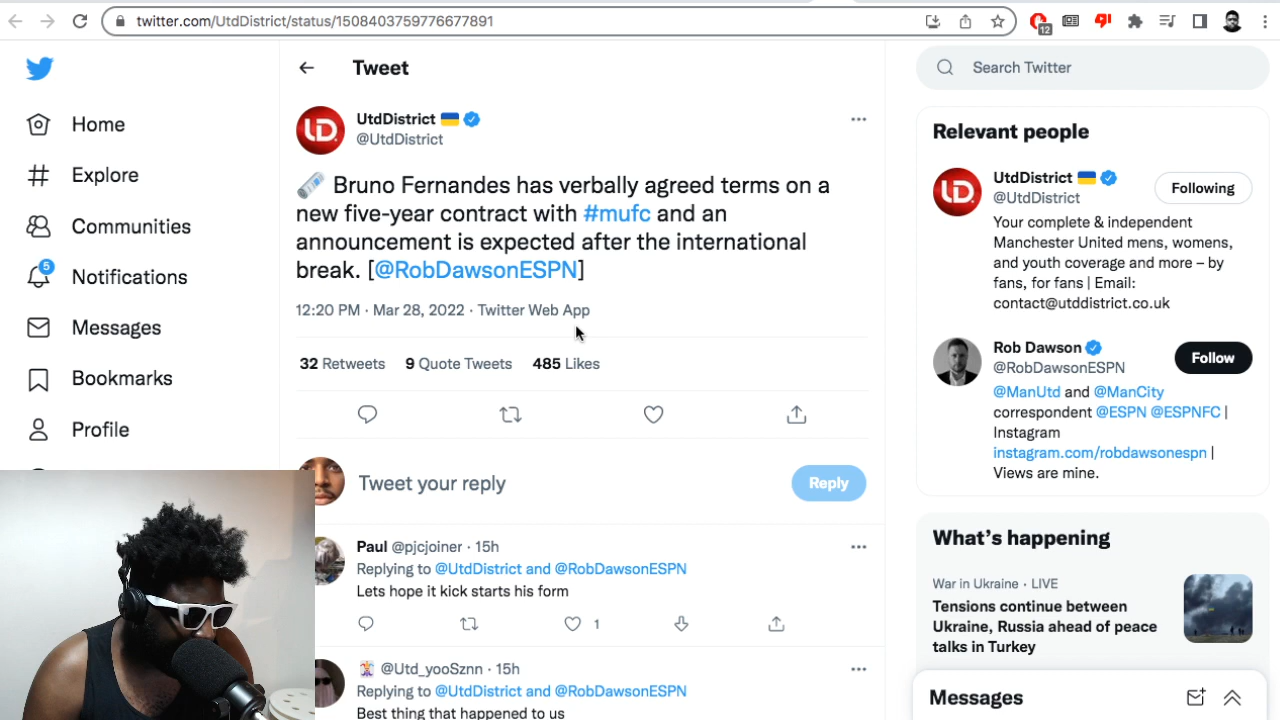 twitter.com/UtdDistrict/status/1508403759776677891
12
Home
Explore
Communities
5
Notifications
Messages
Bookmarks
Profile
Tweet
UtdDistrict
@UtdDistrict
Bruno Fernandes has verbally agreed terms on a
new five-year contract with #mufc and an
announcement is expected after the international
break. [@RobDawsonESPN]
12:20 PM · Mar 28, 2022 · Twitter Web App
32 Retweets 9 Quote Tweets 485 Likes
Tweet your reply
Reply
Paul @pjcjoiner · 15h
Replying to @UtdDistrict and @RobDawsonESPN
Lets hope it kick starts his form
1
@Utd_yooSznn · 15h
Replying to @UtdDistrict and @RobDawsonESPN
Best thing that happened to us
Search Twitter
Relevant people
UtdDistrict
@UtdDistrict
Following
Your complete & independent
Manchester United mens, womens,
and youth coverage and more – by
fans, for fans | Email:
contact@utddistrict.co.uk
Rob Dawson
@RobDawsonESPN
Follow
@ManUtd and @ManCity
correspondent @ESPN @ESPNFC |
Instagram
instagram.com/robdawsonespn |
Views are mine.
What's happening
War in Ukraine · LIVE
Tensions continue between
Ukraine, Russia ahead of peace
talks in Turkey
Messages